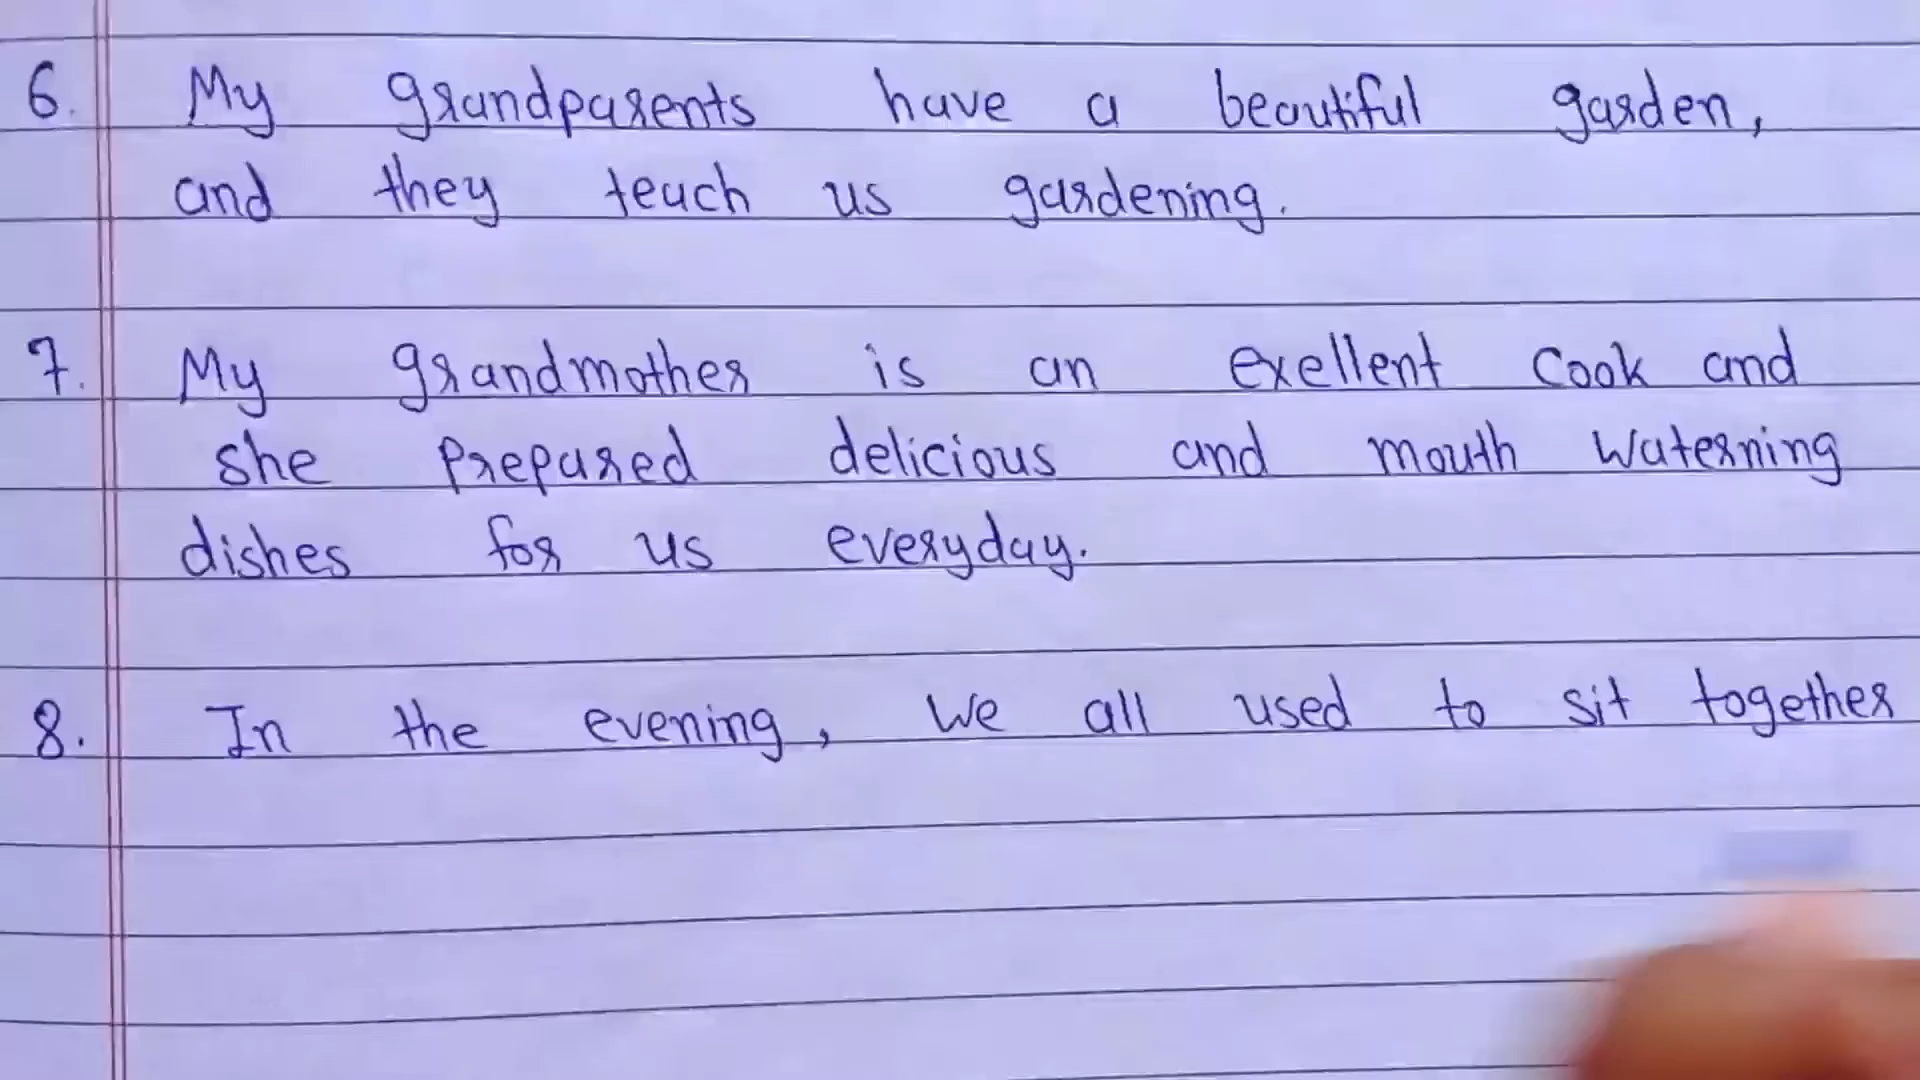 6. My grandparents have a beautiful garden,
and they teach us gardening.
7. My grandmother is an exellent Cook and
she prepared delicious and mouth waterning
dishes for us everyday.
8. In the evening, we all used to sit together